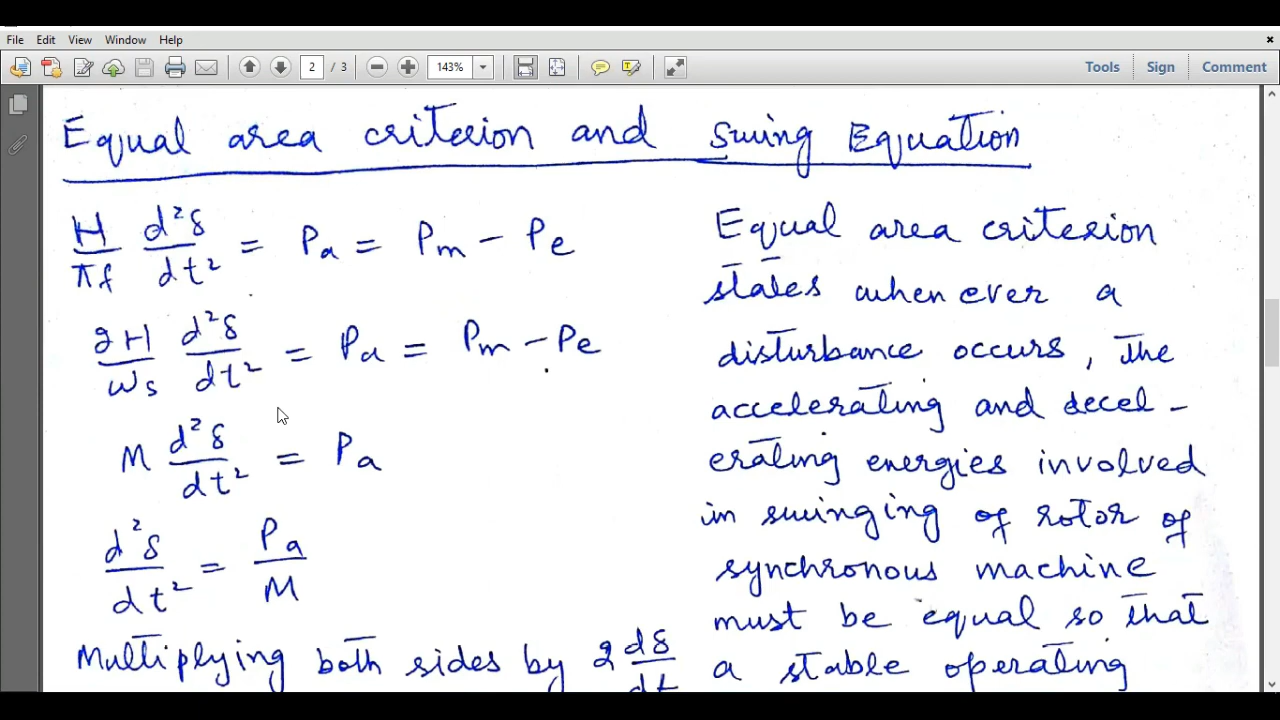 File Edit View Window Help
2 / 3 143% Tools Sign Comment
Equal area criterion and Swing Equation
H/πf d²δ/dt² = Pa = Pm − Pe
2H/ωs d²δ/dt² = Pa = Pm − Pe
M d²δ/dt² = Pa
d²δ/dt² = Pa/M
Multiplying both sides by 2 dδ/dt
Equal area criterion
states when ever a
disturbance occurs, the
accelerating and decel-
erating energies involved
in swinging of rotor of
synchronous machine
must be equal so that
a stable operating